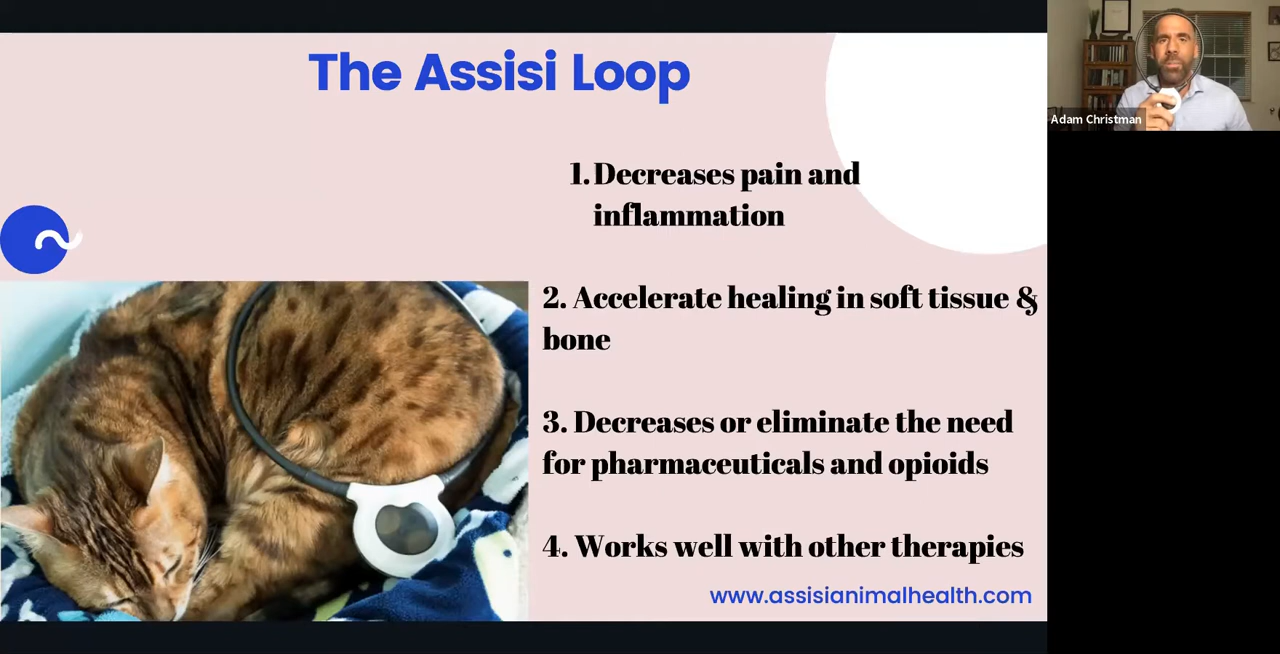 The Assisi Loop
Adam Christman
1. Decreases pain and
inflammation
2. Accelerate healing in soft tissue &
bone
3. Decreases or eliminate the need
for pharmaceuticals and opioids
4. Works well with other therapies
www.assisianimalhealth.com